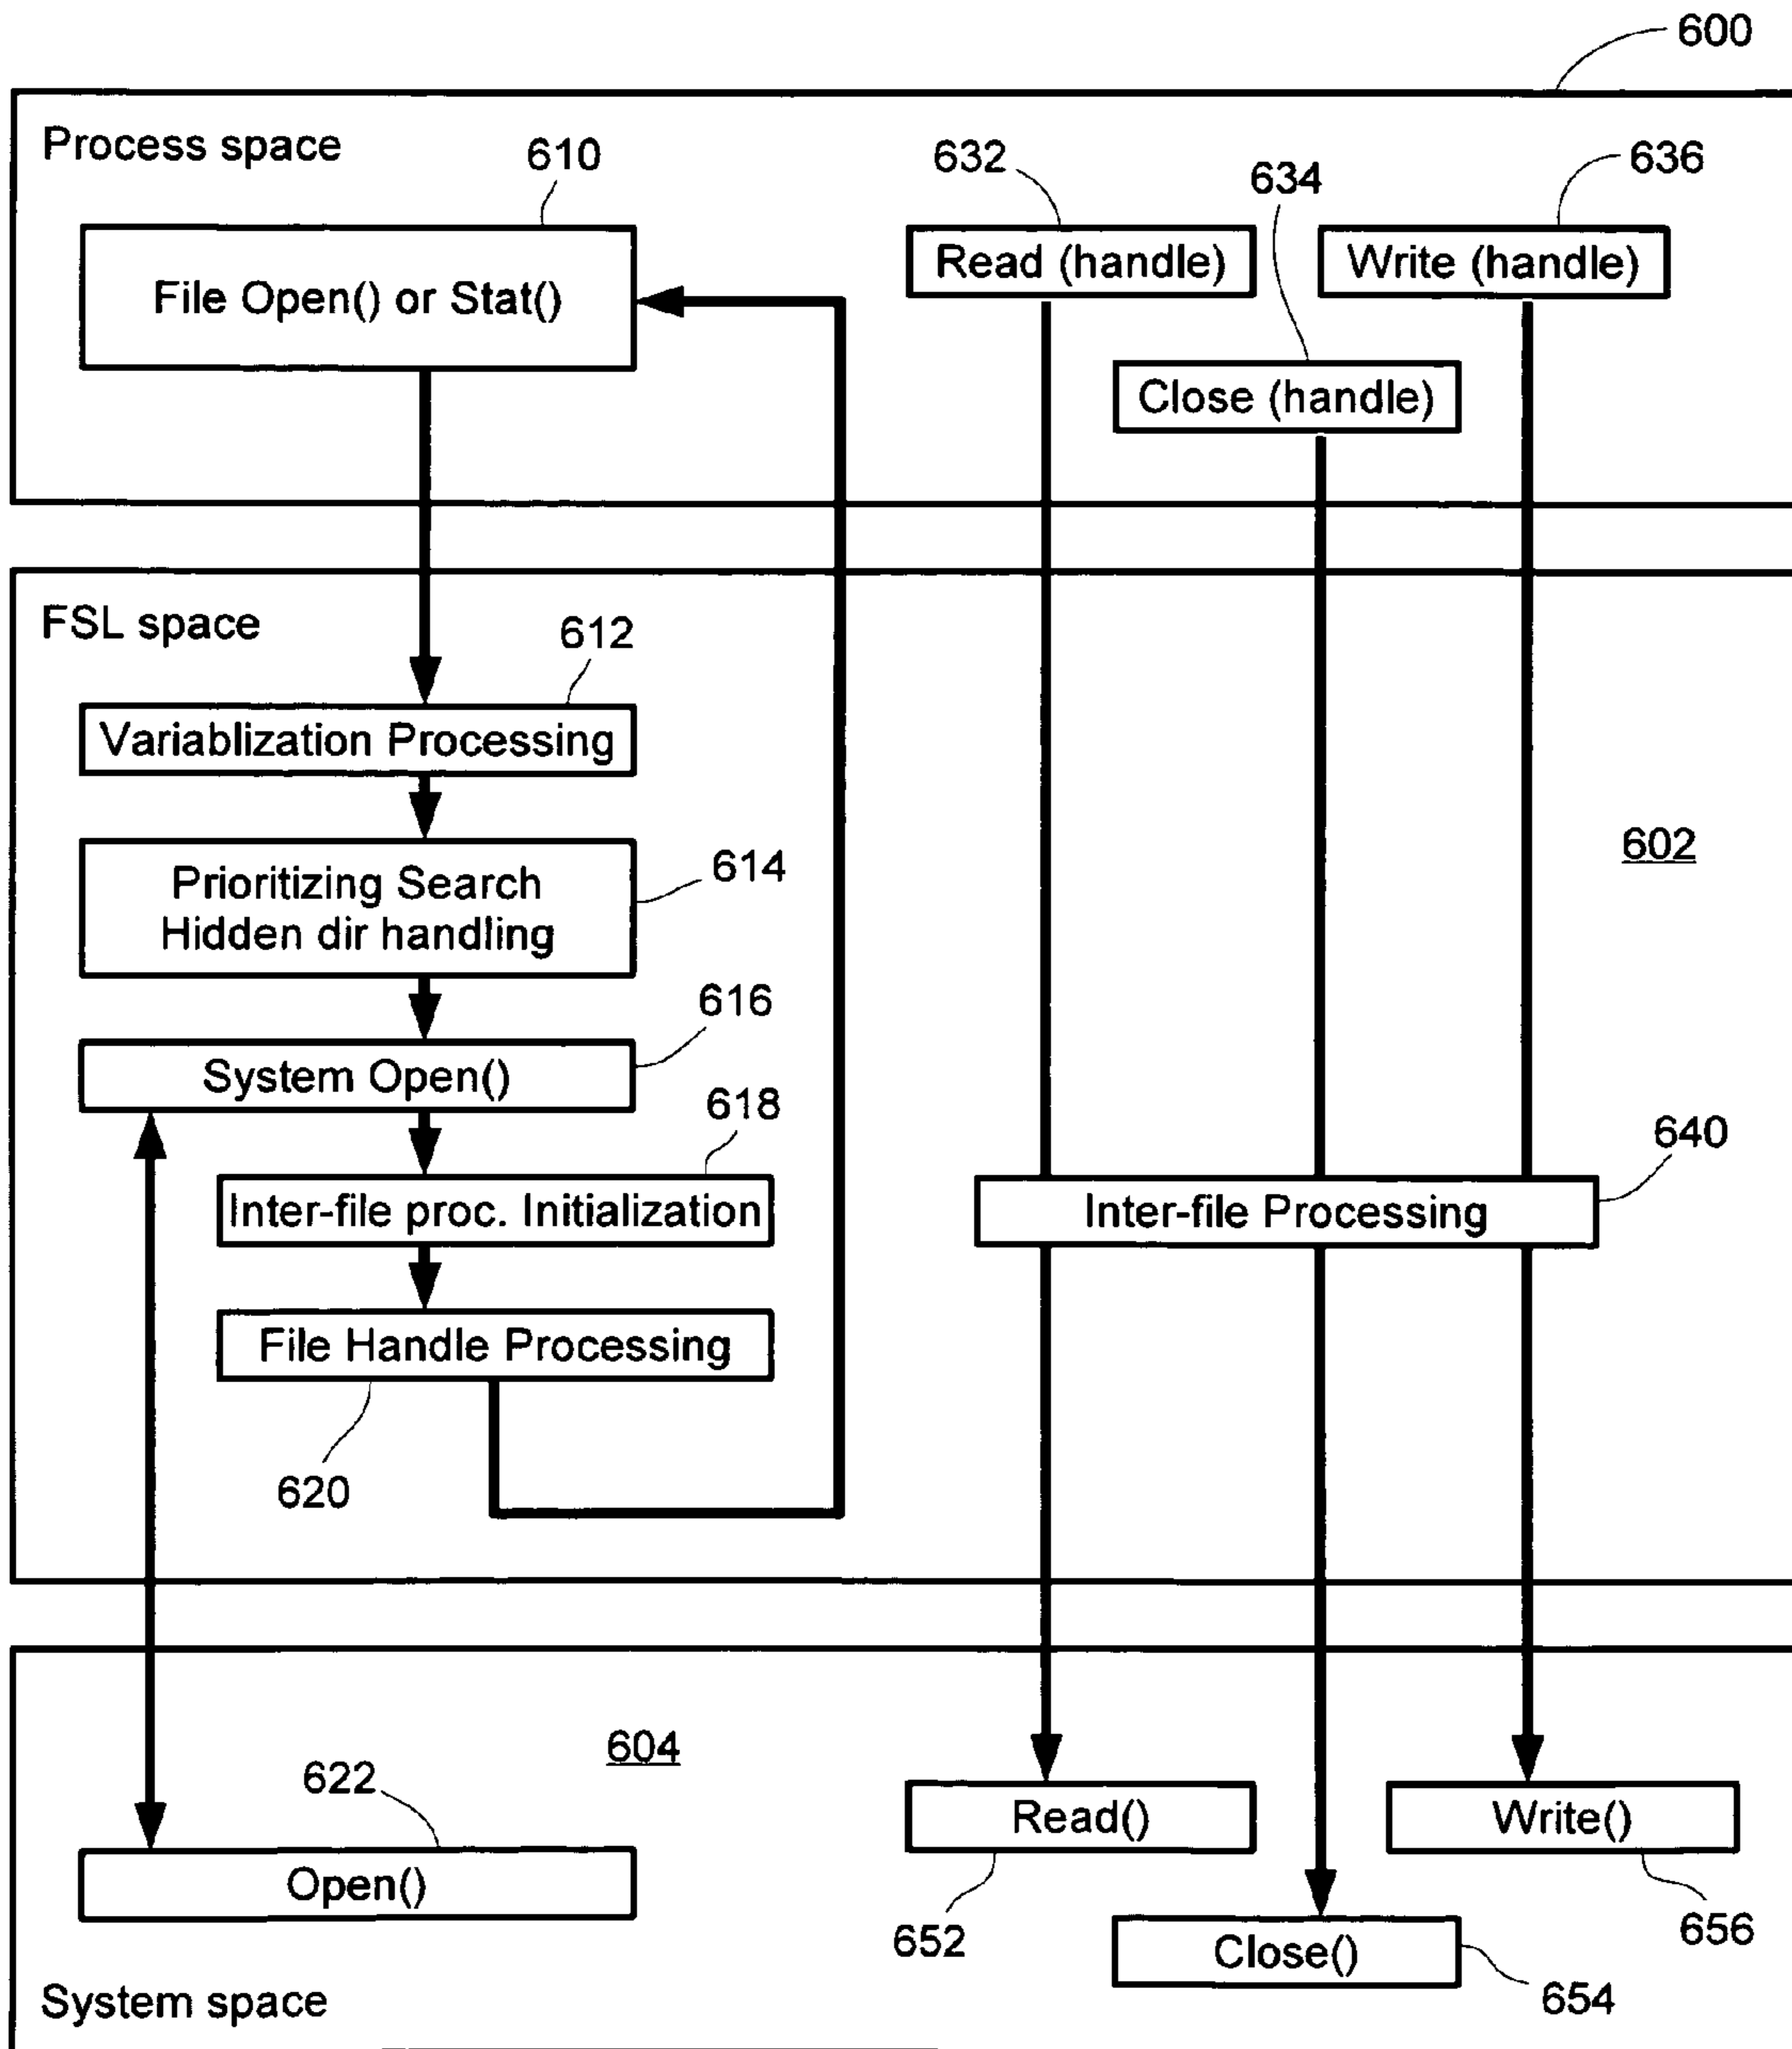 600
Process space
610
632
634
636
File Open() or Stat()
Read (handle)
Write (handle)
Close (handle)
FSL space
612
Variablization Processing
602
614
Prioritizing Search
Hidden dir handling
616
System Open()
618
640
Inter-file proc. Initialization
Inter-file Processing
File Handle Processing
620
604
622
Read()
Write()
Open()
652
656
Close()
654
System space